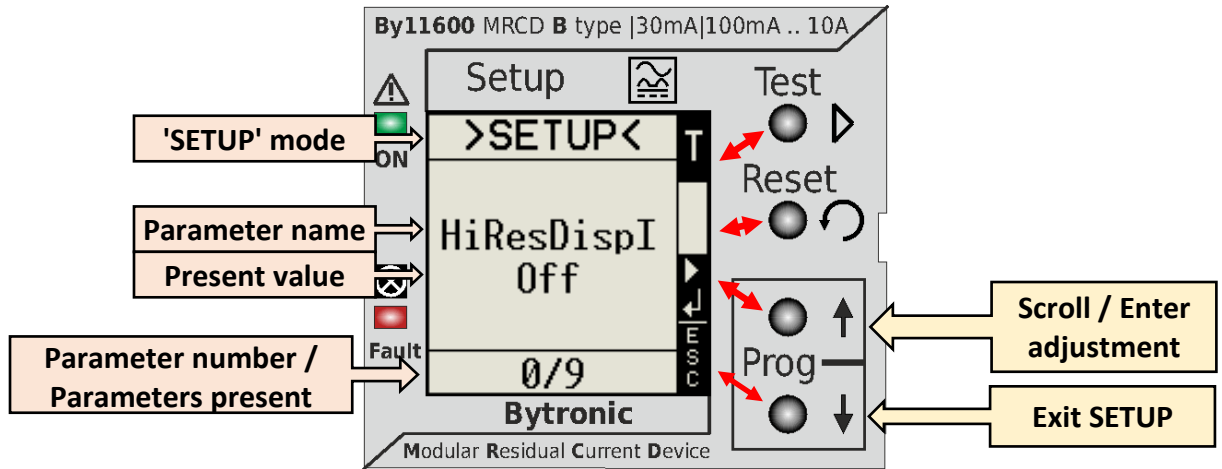 By11600 MRCD B type |30mA|100mA .. 10A
Setup
Test
'SETUP' mode
>SETUP<
T
ON
Reset
Parameter name
HiResDispI
Present value
Off
Scroll / Enter
adjustment
Fault
ESC
Parameter number /
Parameters present
0/9
Prog
Exit SETUP
Bytronic
Modular Residual Current Device